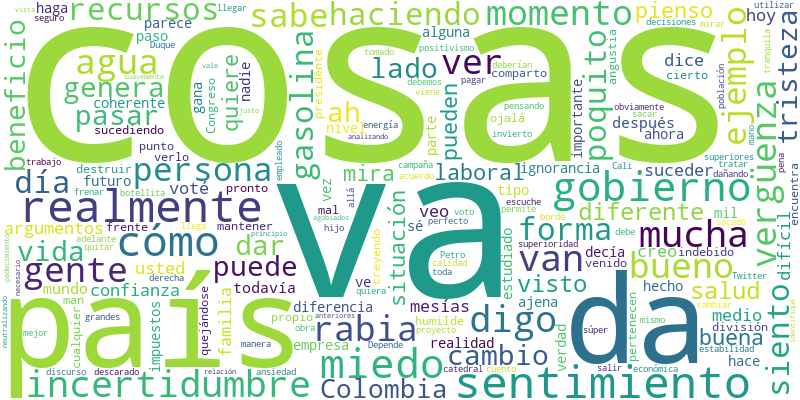 cosas
va
país
da
realmente
incertidumbre
sentimiento
gobierno
mucha
gente
miedo
rabia
momento
recursos
sabe
haciendo
pienso
hoy
ejemplo
tristeza
vergüenza
siento
poquito
beneficio
agua
genera
pasar
persona
día
vida
cómo
puede
dar
digo
cambio
van
forma
bueno
diferente
salud
buena
visto
Colombia
situación
gasolina
ah
nivel
lado
ver
laboral
mira
quiere
coherente
sucediendo
haga
parece
paso
llegar
seguro
vista
Duque
suavemente
Congreso
gana
nadie
vale
justo
presidente
tomado
positivismo
debemos
viene
pagar
energía
analizando
alguna
comparto
pueden
parte
ojalá
deberían
pensando
invierto
obviamente
decisiones
mirar
utilizar
dice
cierto
después
ahora
importante
población
sacar
angustia
tranquila
mano
superiores
tratar
dañando
pena
encuentra
Cali
ignorancia
suceder
tipo
campaña
acuerdo
empleado
trabajo
punto
verlo
destruir
futuro
frenar
botellita
voté
pronto
argumentos
frente
mantener
usted
todavía
mundo
confianza
man
derecha
adelante
quitar
llega
padecimientos
necesario
neutralizando
mejor
grandes
cualquier
impuestos
quejándose
familia
diferencia
propio
obra
empresa
anteriores
proyecto
humilde
mesías
realidad
Depende
catedral
cuento
discurso
descarado
manera
relación
ansiedad
vez
mal
agobiados
hijo
principio
allá
ve
quiera
creyendo
veo
sé
voto
perfecto
escuche
permite
borde
superioridad
Petro
calidad
toda
estudiado
decía
venido
ajena
verdad
creo
debe
hecho
medio
división
estabilidad
pertenecen
mismo
súper
salir
económica
hace
mil
indebido
sacado
Twitter
cambiar
difícil